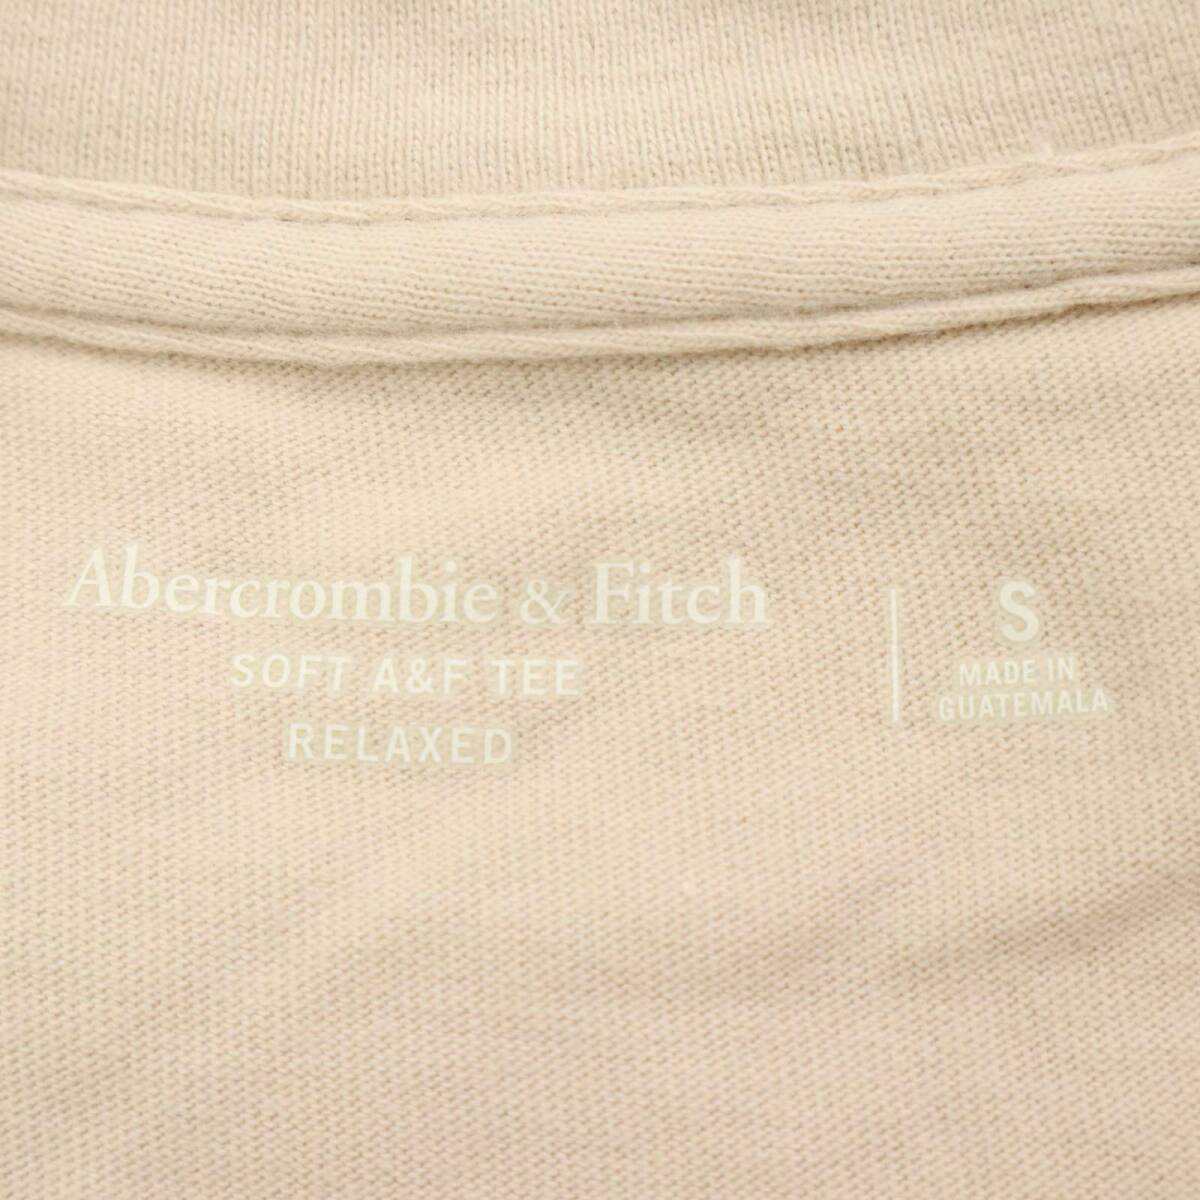 Abercrombie & Fitch
SOFT A&F TEE
RELAXED
S
MADE IN
GUATEMALA